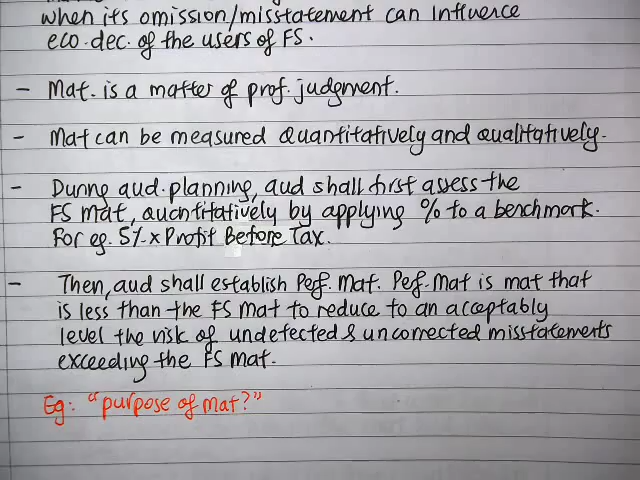 when its omission/misstatement can influence
eco. dec. of the users of FS.
- Mat. is a matter of prof. judgment.
- Mat can be measured quantitatively and qualitatively.
- During aud. planning, aud shall first assess the
FS mat, quantitatively by applying % to a benchmark.
For eg. 5% x Profit Before Tax.
- Then, aud shall establish Perf. Mat. Perf. Mat is mat that
is less than the FS mat to reduce to an acceptably
level the risk of undetected & uncorrected misstatements
exceeding the FS mat.
Eg: "purpose of mat?"